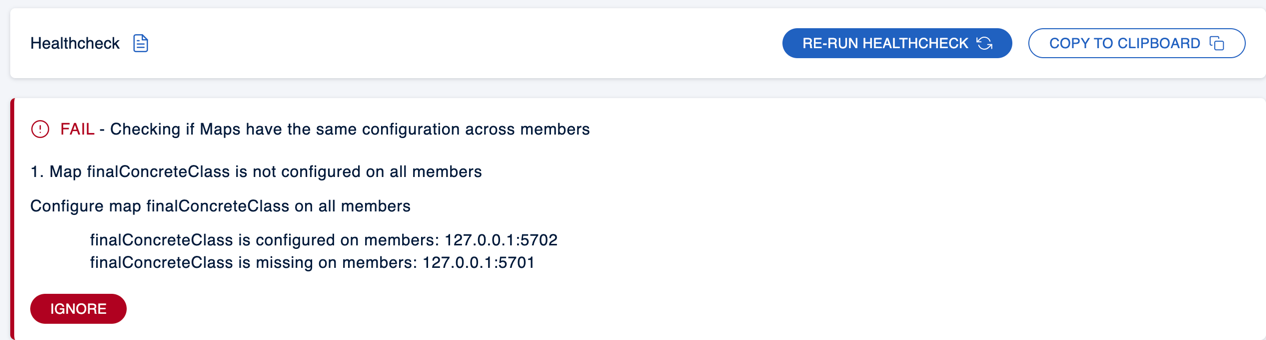 Healthcheck
RE-RUN HEALTHCHECK
COPY TO CLIPBOARD
FAIL - Checking if Maps have the same configuration across members
1. Map finalConcreteClass is not configured on all members
Configure map finalConcreteClass on all members
finalConcreteClass is configured on members: 127.0.0.1:5702
finalConcreteClass is missing on members: 127.0.0.1:5701
IGNORE